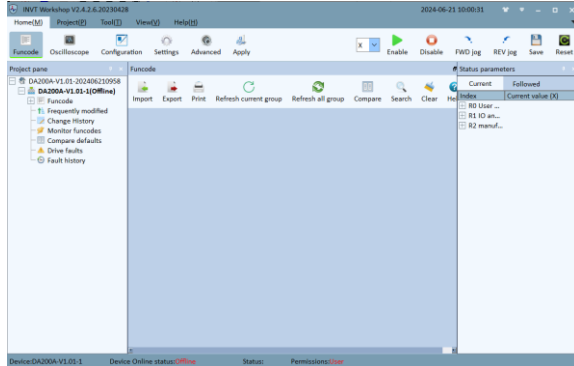 INVT Workshop V2.4.2.6.20230428
2024-06-21 10:00:31
Home(M) Project(P) Tool(T) View(V) Help(H)
Funcode Oscilloscope Configuration Settings Advanced Apply X Enable Disable FWD jog REV jog Save Reset
Project pane
DA200A-V1.01-202406210958
DA200A-V1.01-1(Offline)
Funcode
Frequently modified
Change History
Monitor funcodes
Compare defaults
Drive faults
Fault history
Funcode
Import Export Print Refresh current group Refresh all group Compare Search Clear Hel
Status parameters
Current Followed
Index Current value (X)
R0 User ...
R1 IO an...
R2 manuf...
Device:DA200A-V1.01-1 Device Online status:Offline Status: Permissions:User